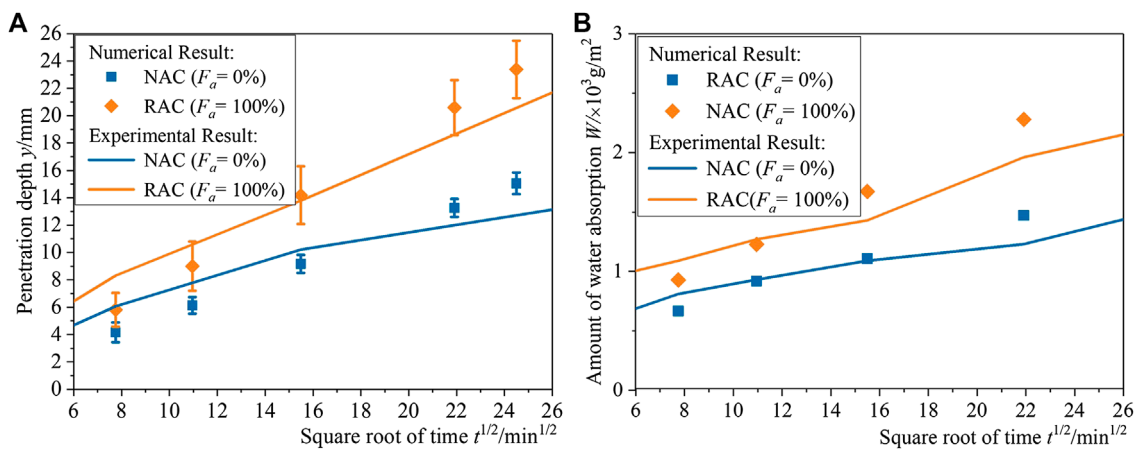 A
Penetration depth y/mm
26
24
22
20
18
16
14
12
10
8
6
4
2
0
Numerical Result:
NAC (Fa= 0%)
RAC (Fa= 100%)
Experimental Result:
NAC (Fa= 0%)
RAC (Fa= 100%)
6 8 10 12 14 16 18 20 22 24 26
Square root of time t1/2/min1/2
B
Amount of water absorption W/×10³g/m²
3
2
1
0
Numerical Result:
RAC (Fa= 0%)
NAC (Fa= 100%)
Experimental Result:
NAC (Fa= 0%)
RAC(Fa= 100%)
6 8 10 12 14 16 18 20 22 24 26
Square root of time t1/2/min1/2